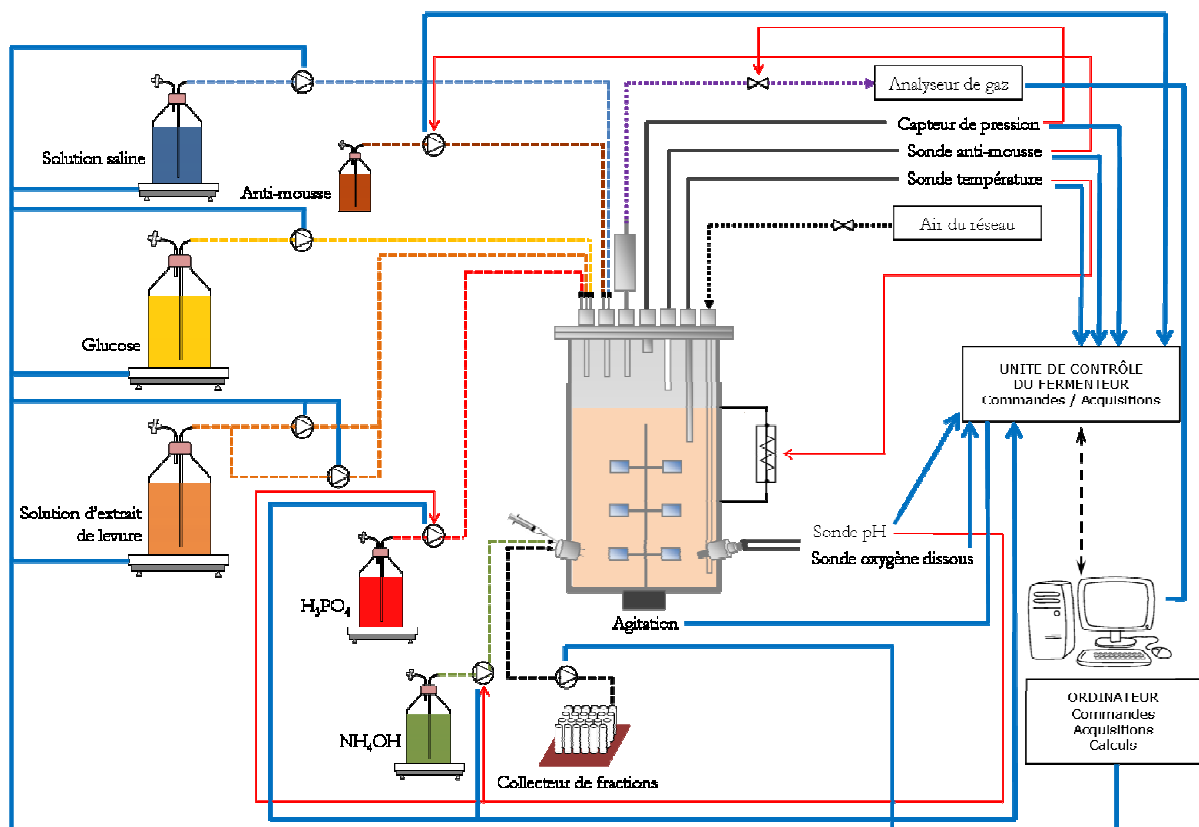 Analyseur de gaz
Capteur de pression
Solution saline
Sonde anti-mousse
Anti-mousse
Sonde température
Air du réseau
Glucose
UNITE DE CONTRÔLE
DU FERMENTEUR
Commandes / Acquisitions
Solution d'extrait
de levure
Sonde pH
Sonde oxygène dissous
H₃PO₄
Agitation
NH₄OH
Collecteur de fractions
ORDINATEUR
Commandes
Acquisitions
Calculs